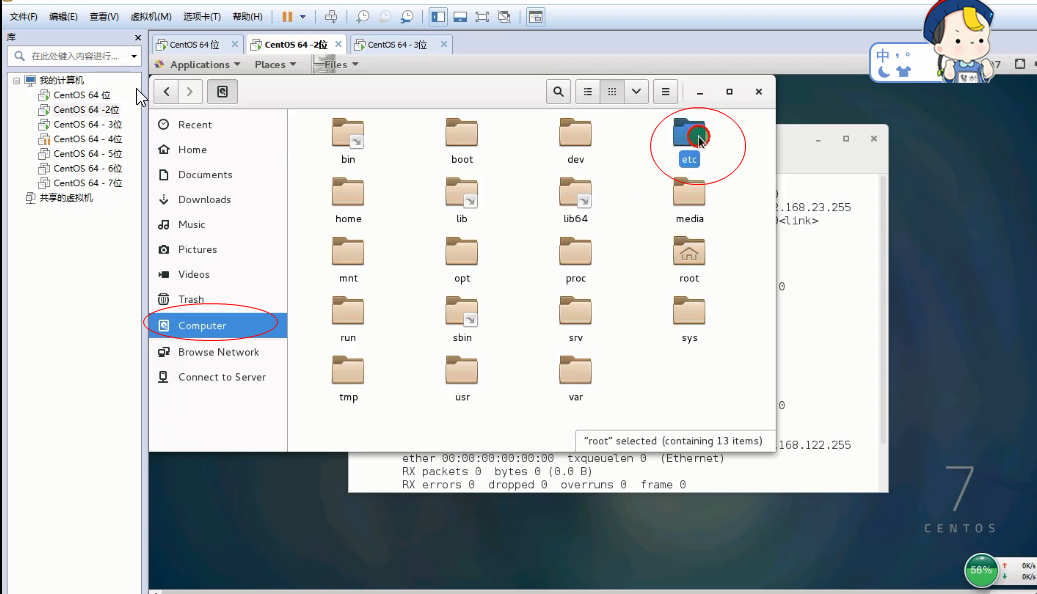 文件(F) 编辑(E) 查看(V) 虚拟机(M) 选项卡(T) 帮助(H)
库
在此处键入内容进行...
我的计算机
CentOS 64 位
CentOS 64 -2位
CentOS 64 - 3位
CentOS 64 - 4位
CentOS 64 - 5位
CentOS 64 - 6位
CentOS 64 - 7位
共享的虚拟机
CentOS 64 位 CentOS 64 -2位 CentOS 64 - 3位
Applications Places Files
中
Recent
Home
Documents
Downloads
Music
Pictures
Videos
Trash
Computer
Browse Network
Connect to Server
bin boot dev etc
home lib lib64 media
mnt opt proc root
run sbin srv sys
tmp usr var
"root" selected (containing 13 items)
)
.168.23.255
)<link>
0
0
168.122.255
ether 00:00:00:00:00:00 txqueuelen 0 (Ethernet)
RX packets 0 bytes 0 (0.0 B)
RX errors 0 dropped 0 overruns 0 frame 0
7
CENTOS
56%
0K/s
0K/s